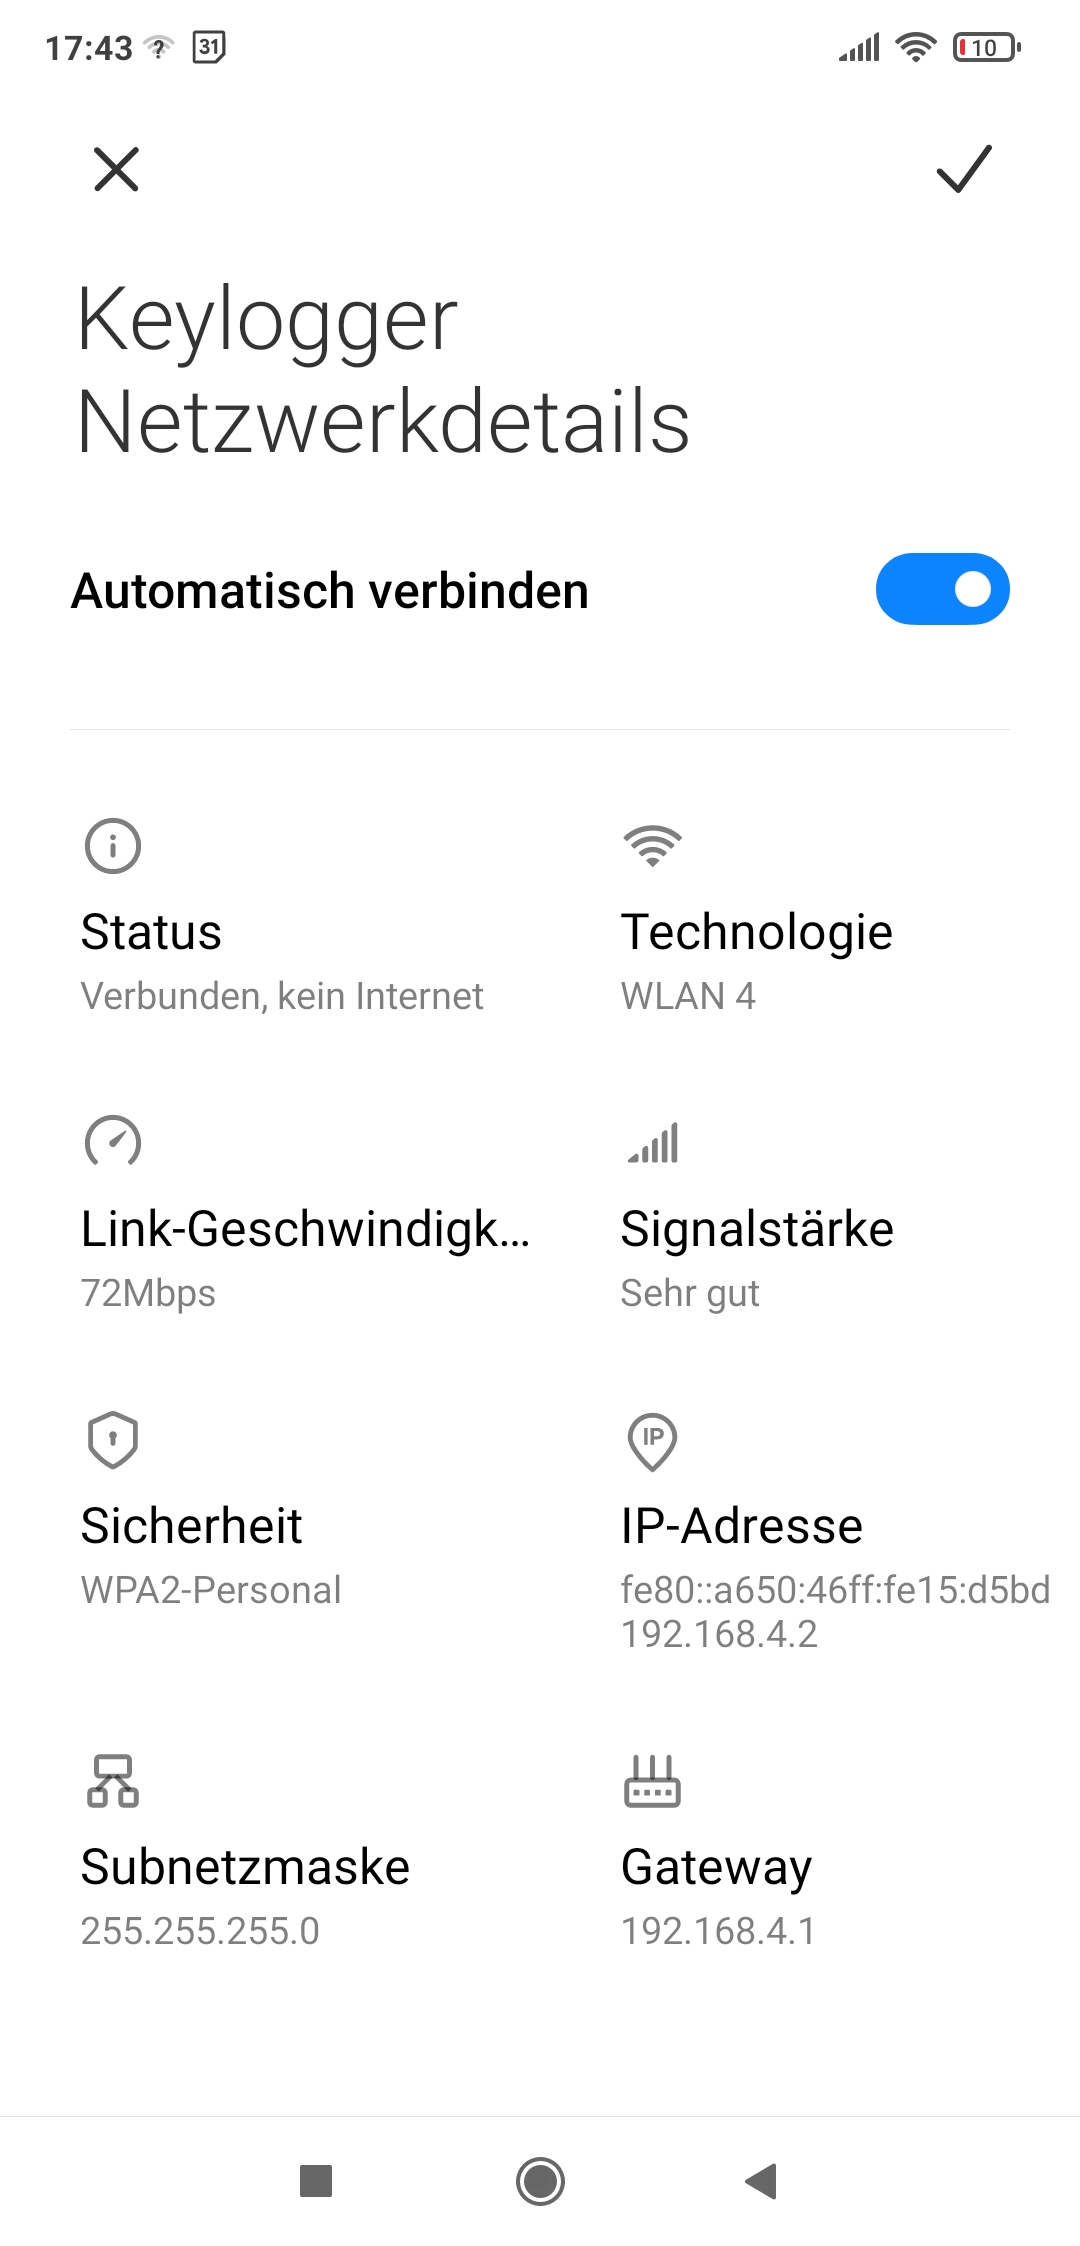 17:43 ? 31 10
Keylogger
Netzwerkdetails
Automatisch verbinden
Status
Verbunden, kein Internet
Technologie
WLAN 4
Link-Geschwindigk...
72Mbps
Signalstärke
Sehr gut
Sicherheit
WPA2-Personal
IP
IP-Adresse
fe80::a650:46ff:fe15:d5bd
192.168.4.2
Subnetzmaske
255.255.255.0
Gateway
192.168.4.1